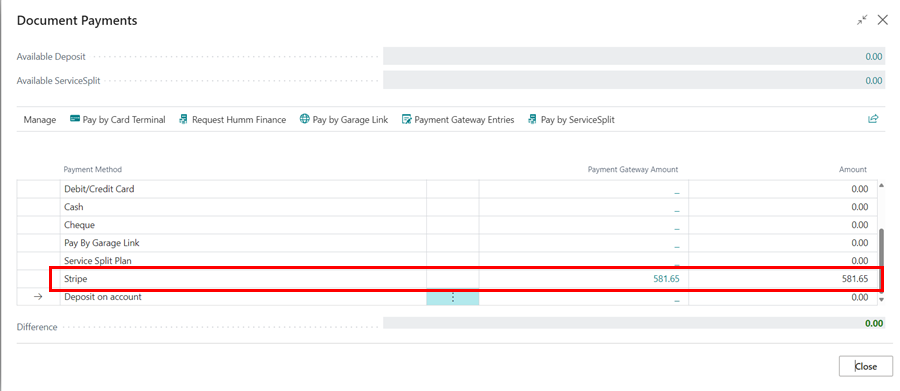 Document Payments
Available Deposit 0.00
Available ServiceSplit 0.00
Manage Pay by Card Terminal Request Humm Finance Pay by Garage Link Payment Gateway Entries Pay by ServiceSplit
Payment Method Payment Gateway Amount Amount
Debit/Credit Card _ 0.00
Cash _ 0.00
Cheque _ 0.00
Pay By Garage Link _ 0.00
Service Split Plan _ 0.00
Stripe 581.65 581.65
Deposit on account _ 0.00
Difference 0.00
Close